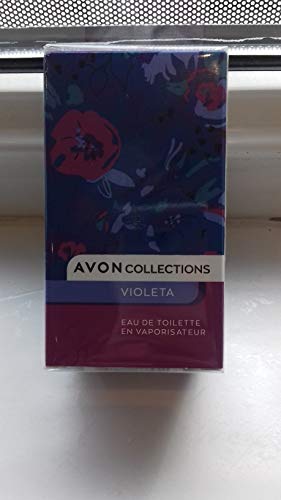 AVON COLLECTIONS
VIOLETA
EAU DE TOILETTE
EN VAPORISATEUR